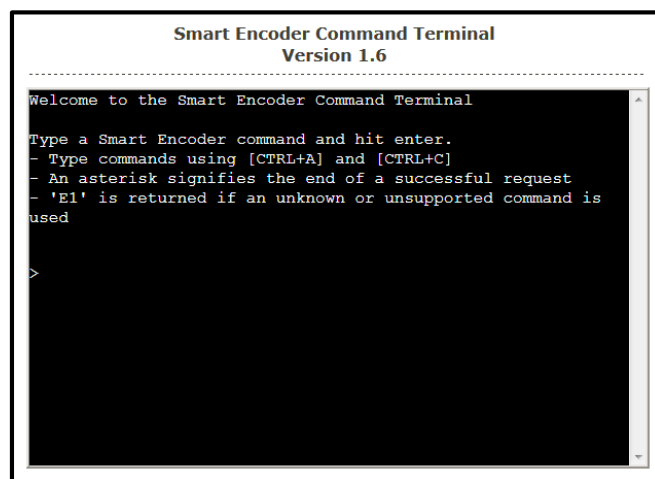 Smart Encoder Command Terminal
Version 1.6
Welcome to the Smart Encoder Command Terminal
Type a Smart Encoder command and hit enter.
- Type commands using [CTRL+A] and [CTRL+C]
- An asterisk signifies the end of a successful request
- 'E1' is returned if an unknown or unsupported command is
used
>